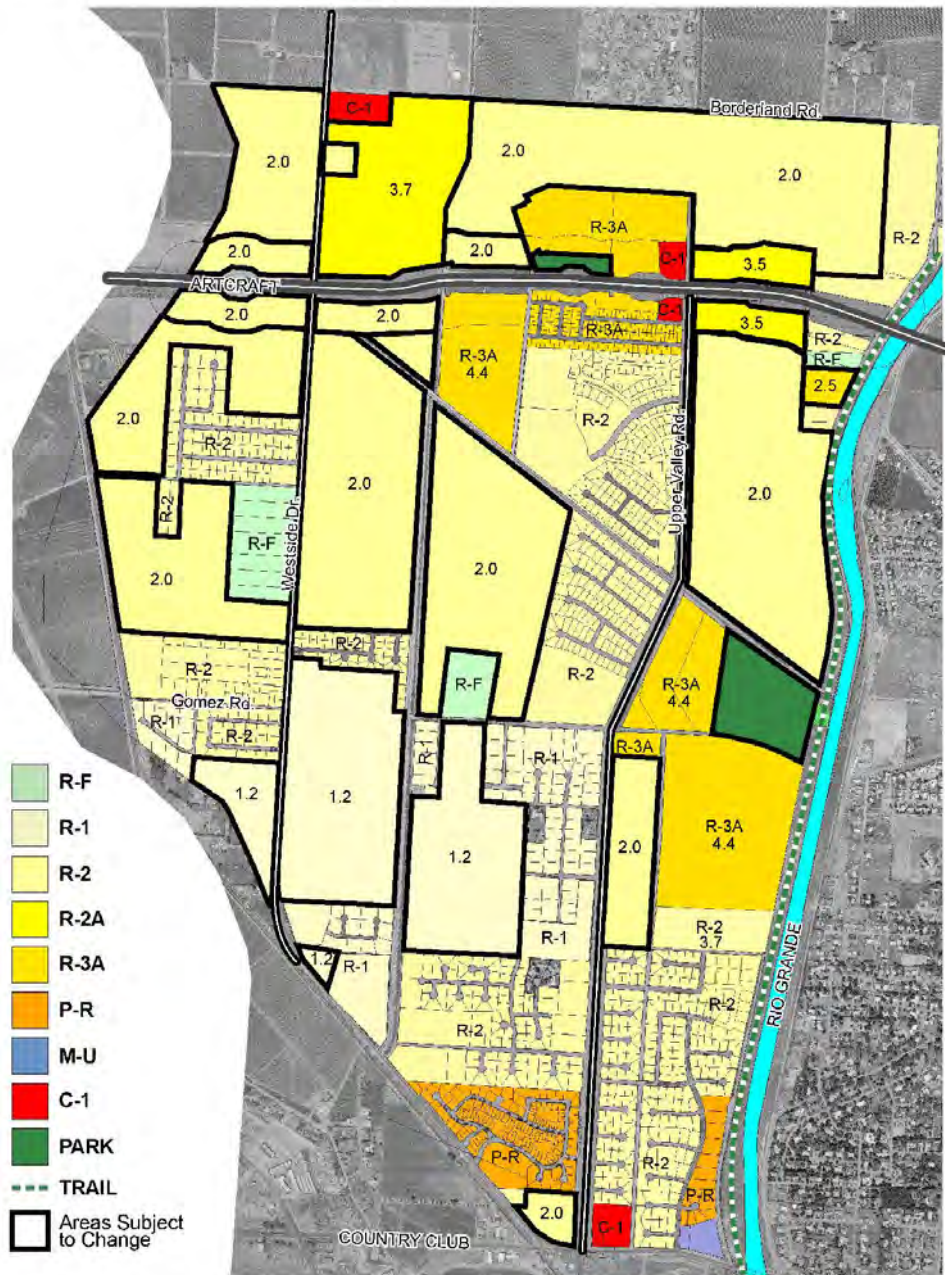 C-1
Borderland Rd.
2.0
2.0
2.0
3.7
R-3A
R-2
2.0
2.0
C-1
3.5
ARTCRAFT
2.0
2.0
C-1
3.5
R-3A
R-2
R-F
R-3A
4.4
2.5
2.0
R-2
R-2
Upper Valley Rd.
2.0
2.0
R-2
R-F
Westside Dr.
2.0
2.0
R-2
R-2
R-F
R-2
R-3A
4.4
Gomez Rd.
R-1
R-2
R-1
R-1
R-3A
1.2
1.2
1.2
2.0
R-3A
4.4
R-1
R-2
3.7
1.2
R-1
RIO GRANDE
R-2
R-2
P-R
R-2
P-R
2.0
C-1
COUNTRY CLUB
R-F
R-1
R-2
R-2A
R-3A
P-R
M-U
C-1
PARK
TRAIL
Areas Subject
to Change